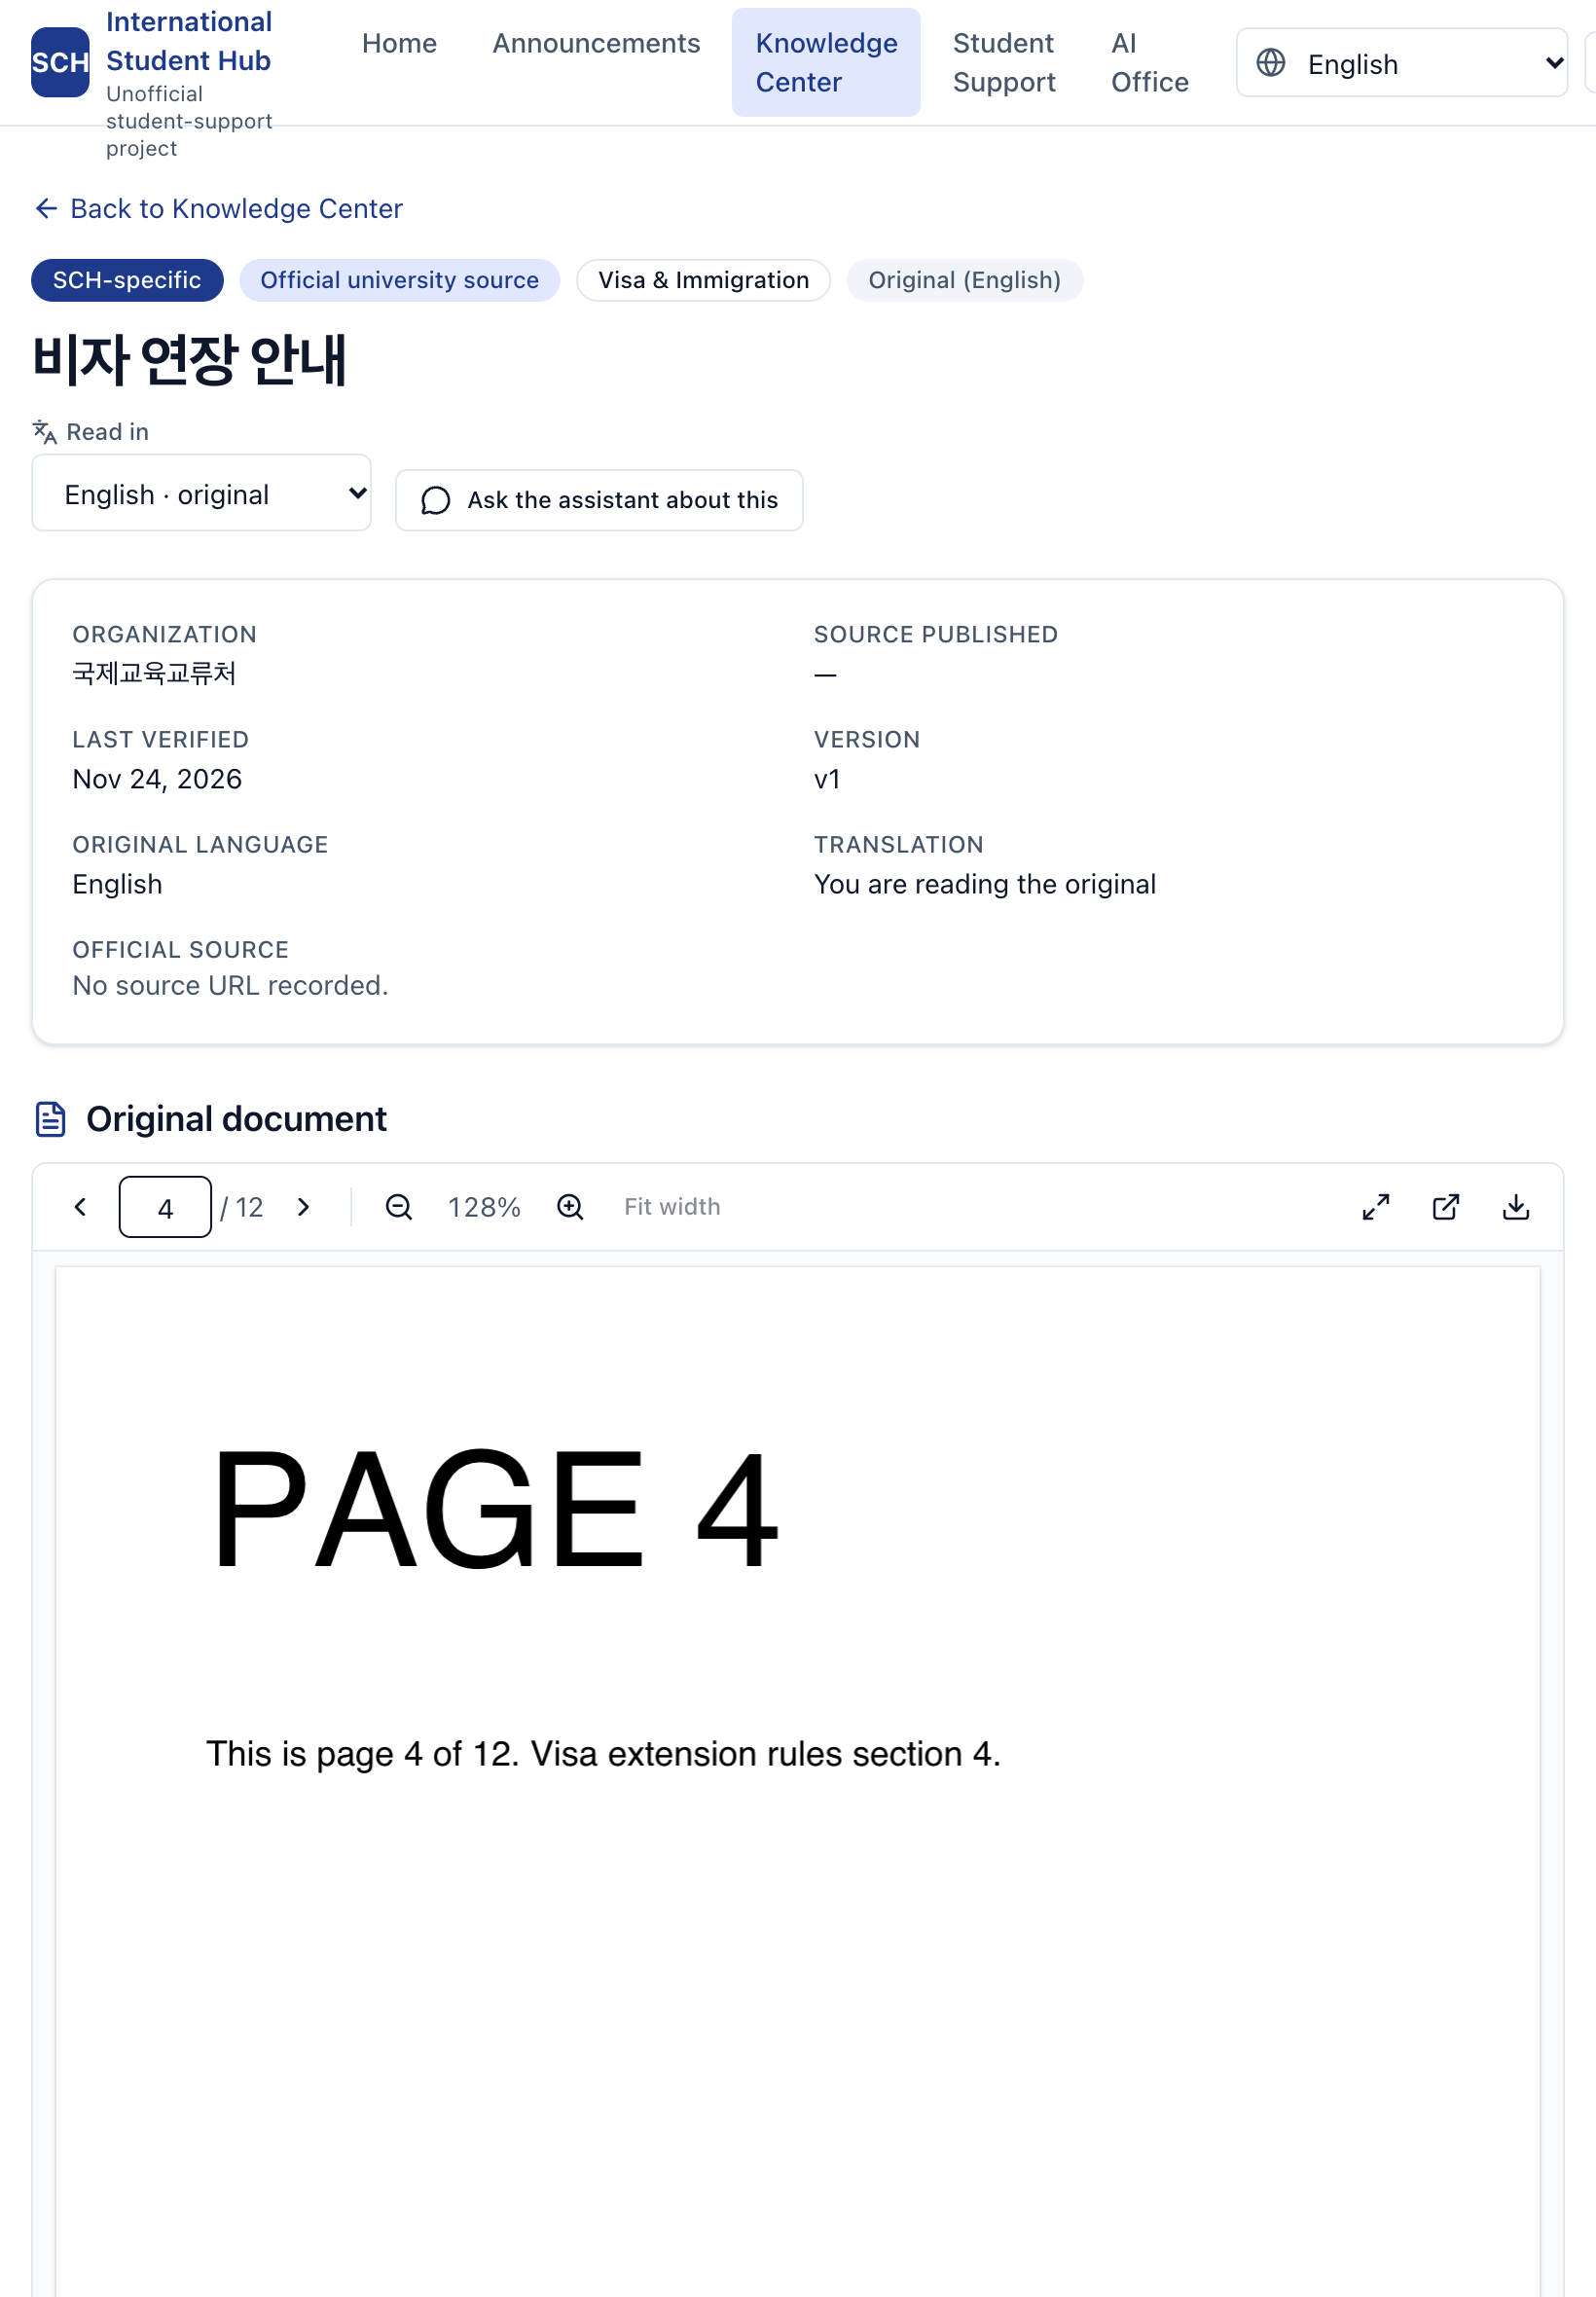 SCH
International
Student Hub
Unofficial
student-support
project
Home
Announcements
Knowledge
Center
Student
Support
AI
Office
English
Back to Knowledge Center
SCH-specific
Official university source
Visa & Immigration
Original (English)
비자 연장 안내
Read in
English · original
Ask the assistant about this
ORGANIZATION
국제교육교류처
SOURCE PUBLISHED
—
LAST VERIFIED
Nov 24, 2026
VERSION
v1
ORIGINAL LANGUAGE
English
TRANSLATION
You are reading the original
OFFICIAL SOURCE
No source URL recorded.
Original document
4 / 12
128%
Fit width
PAGE 4
This is page 4 of 12. Visa extension rules section 4.